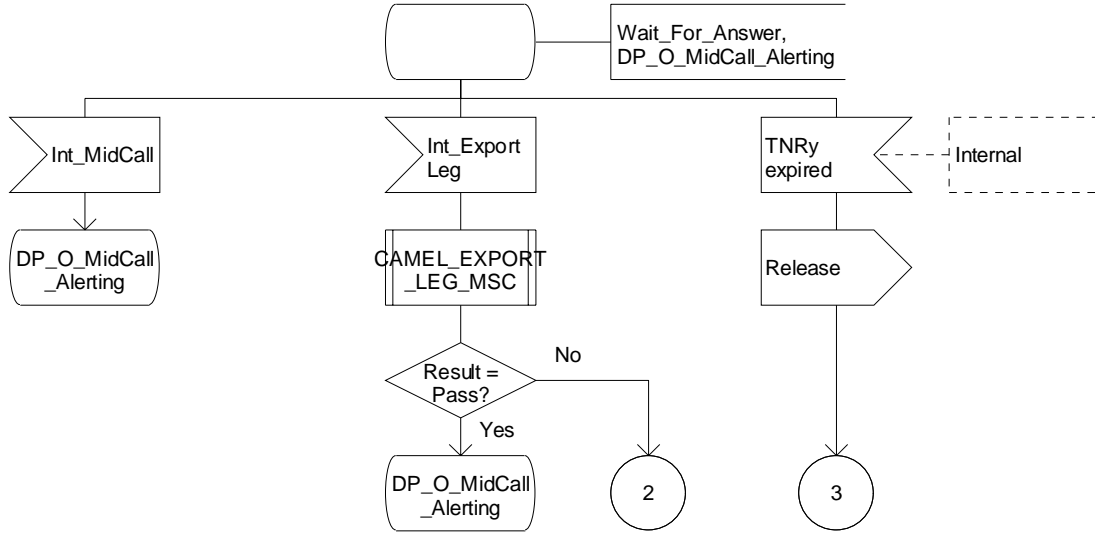 Wait_For_Answer,
DP_O_MidCall_Alerting
Int_MidCall
Int_Export
Leg
TNRy
expired
Internal
DP_O_MidCall
_Alerting
CAMEL_EXPORT
_LEG_MSC
Release
Result =
Pass?
No
Yes
DP_O_MidCall
_Alerting
2
3